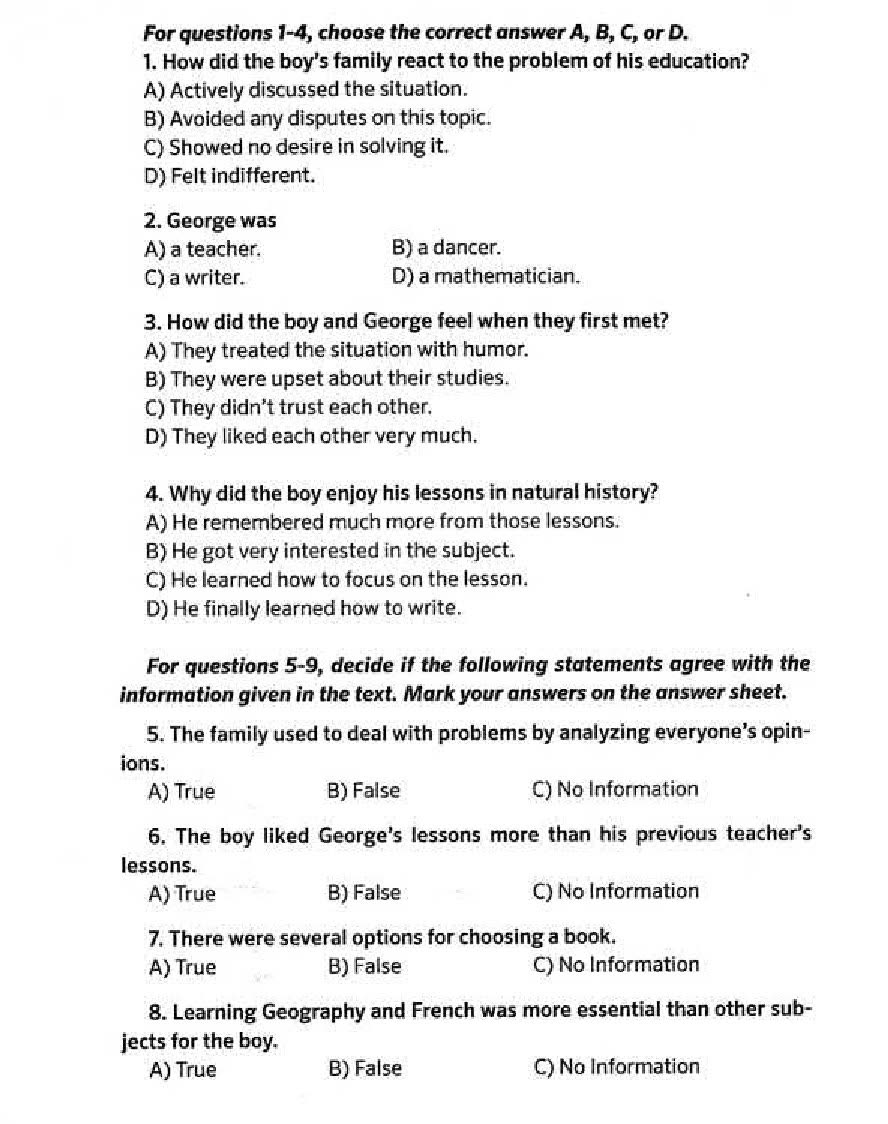 For questions 1-4, choose the correct answer A, B, C, or D.
1. How did the boy's family react to the problem of his education?
A) Actively discussed the situation.
B) Avoided any disputes on this topic.
C) Showed no desire in solving it.
D) Felt indifferent.
2. George was
A) a teacher. B) a dancer.
C) a writer. D) a mathematician.
3. How did the boy and George feel when they first met?
A) They treated the situation with humor.
B) They were upset about their studies.
C) They didn't trust each other.
D) They liked each other very much.
4. Why did the boy enjoy his lessons in natural history?
A) He remembered much more from those lessons.
B) He got very interested in the subject.
C) He learned how to focus on the lesson.
D) He finally learned how to write.
For questions 5-9, decide if the following statements agree with the
information given in the text. Mark your answers on the answer sheet.
5. The family used to deal with problems by analyzing everyone's opin-
ions.
A) True B) False C) No Information
6. The boy liked George's lessons more than his previous teacher's
lessons.
A) True B) False C) No Information
7. There were several options for choosing a book.
A) True B) False C) No Information
8. Learning Geography and French was more essential than other sub-
jects for the boy.
A) True B) False C) No Information